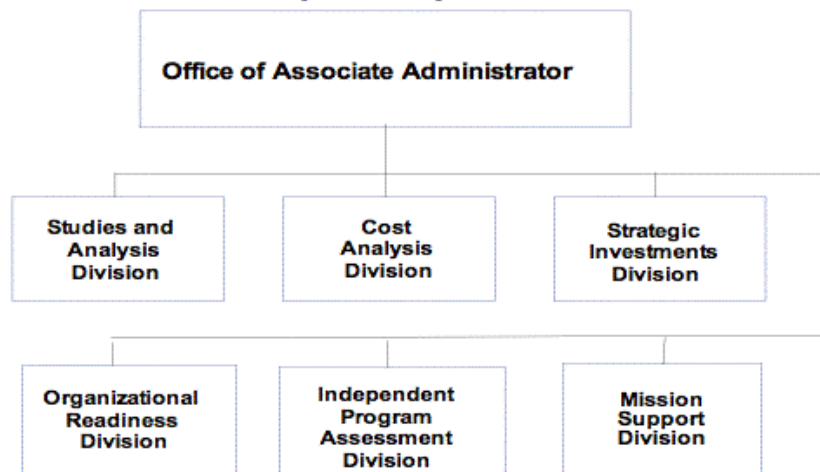 Office of Associate Administrator
Studies and
Analysis
Division
Cost
Analysis
Division
Strategic
Investments
Division
Organizational
Readiness
Division
Independent
Program
Assessment
Division
Mission
Support
Division